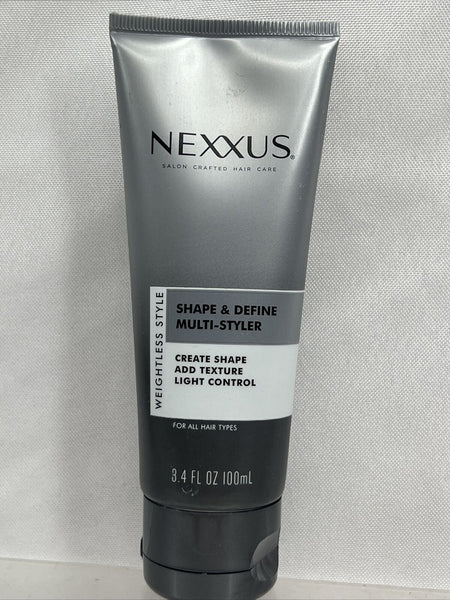 NEXXUS®
SALON CRAFTED HAIR CARE
WEIGHTLESS STYLE
SHAPE & DEFINE
MULTI-STYLER
CREATE SHAPE
ADD TEXTURE
LIGHT CONTROL
FOR ALL HAIR TYPES
3.4 FL OZ 100mL